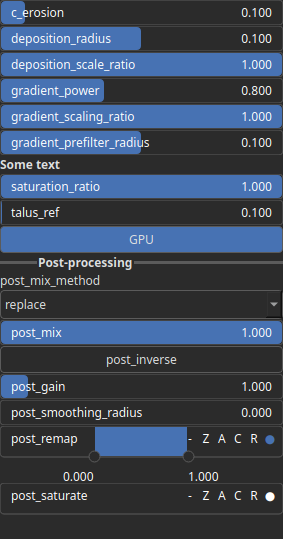 c_erosion 0.100
deposition_radius 0.100
deposition_scale_ratio 1.000
gradient_power 0.800
gradient_scaling_ratio 1.000
gradient_prefilter_radius 0.100
Some text
saturation_ratio 1.000
talus_ref 0.100
GPU
Post-processing
post_mix_method
replace
post_mix 1.000
post_inverse
post_gain 1.000
post_smoothing_radius 0.000
post_remap - Z A C R
0.000 1.000
post_saturate - Z A C R